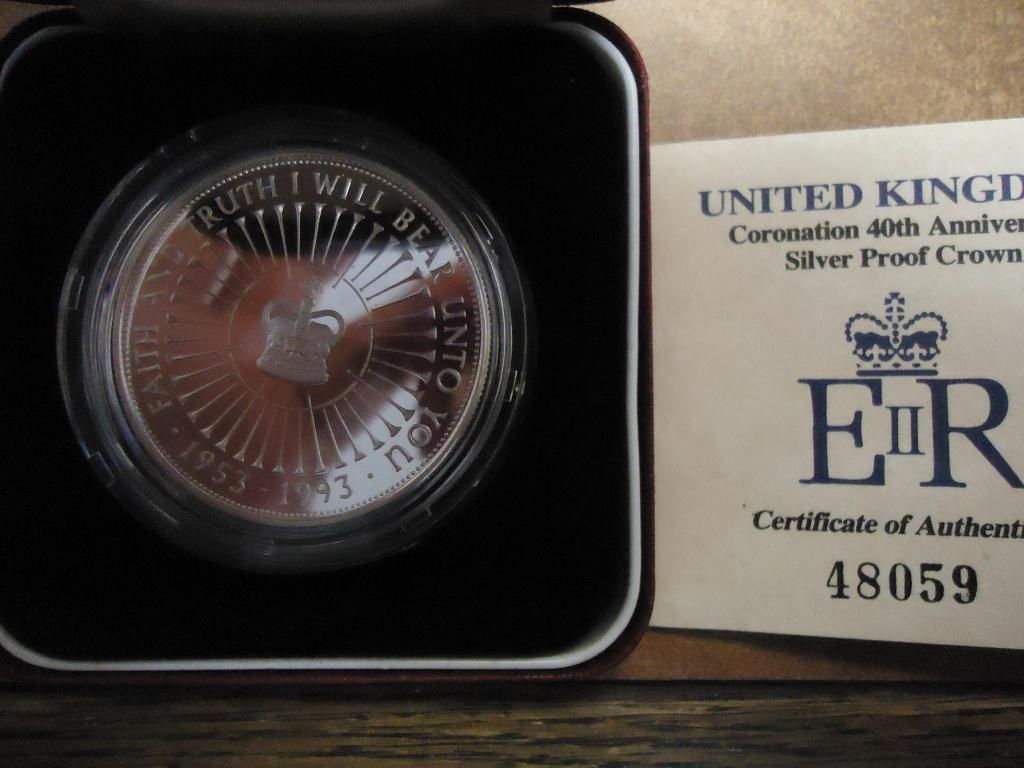 FAITH AND TRUTH I WILL BEAR UNTO YOU
· 1953 - 1993 ·
UNITED KINGD
Coronation 40th Anniver
Silver Proof Crown
E II R
Certificate of Authenti
48059